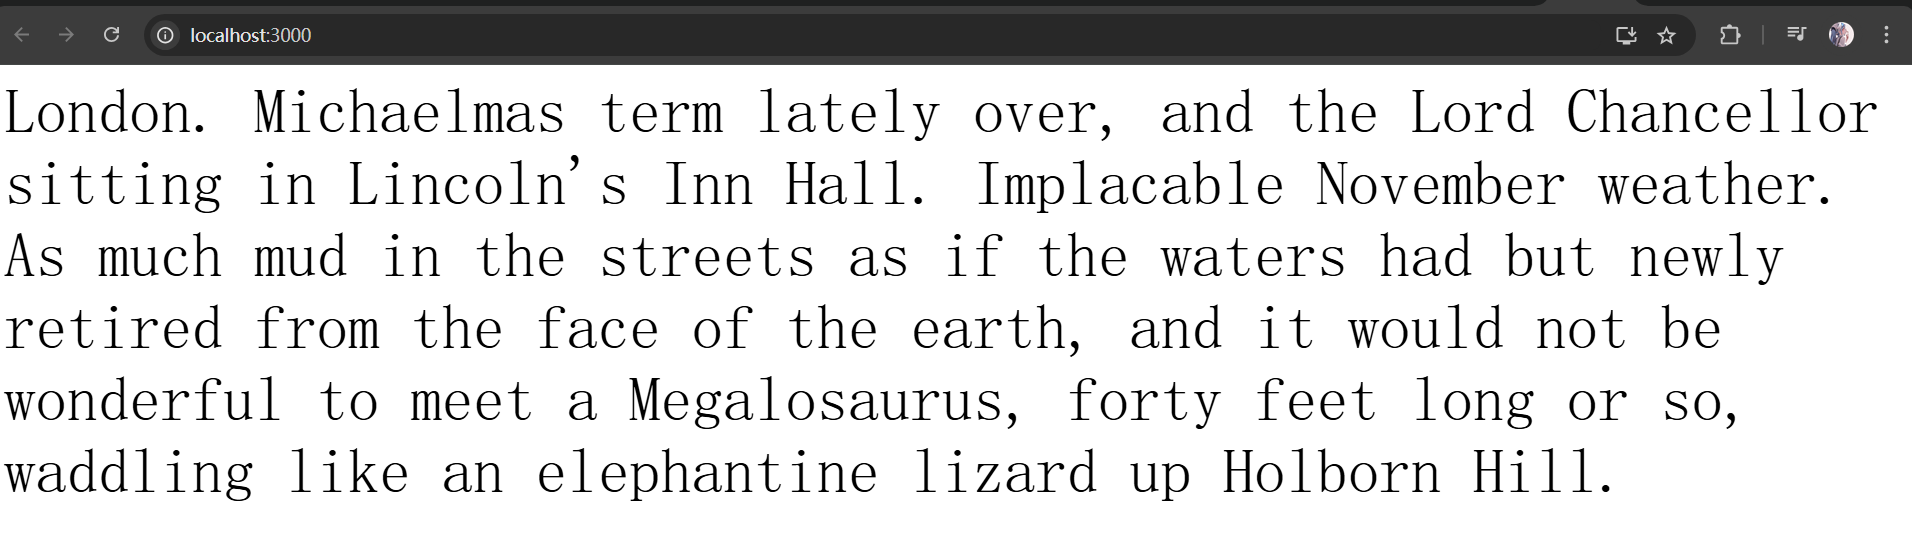 localhost:3000
London. Michaelmas term lately over, and the Lord Chancellor
sitting in Lincoln's Inn Hall. Implacable November weather.
As much mud in the streets as if the waters had but newly
retired from the face of the earth, and it would not be
wonderful to meet a Megalosaurus, forty feet long or so,
waddling like an elephantine lizard up Holborn Hill.